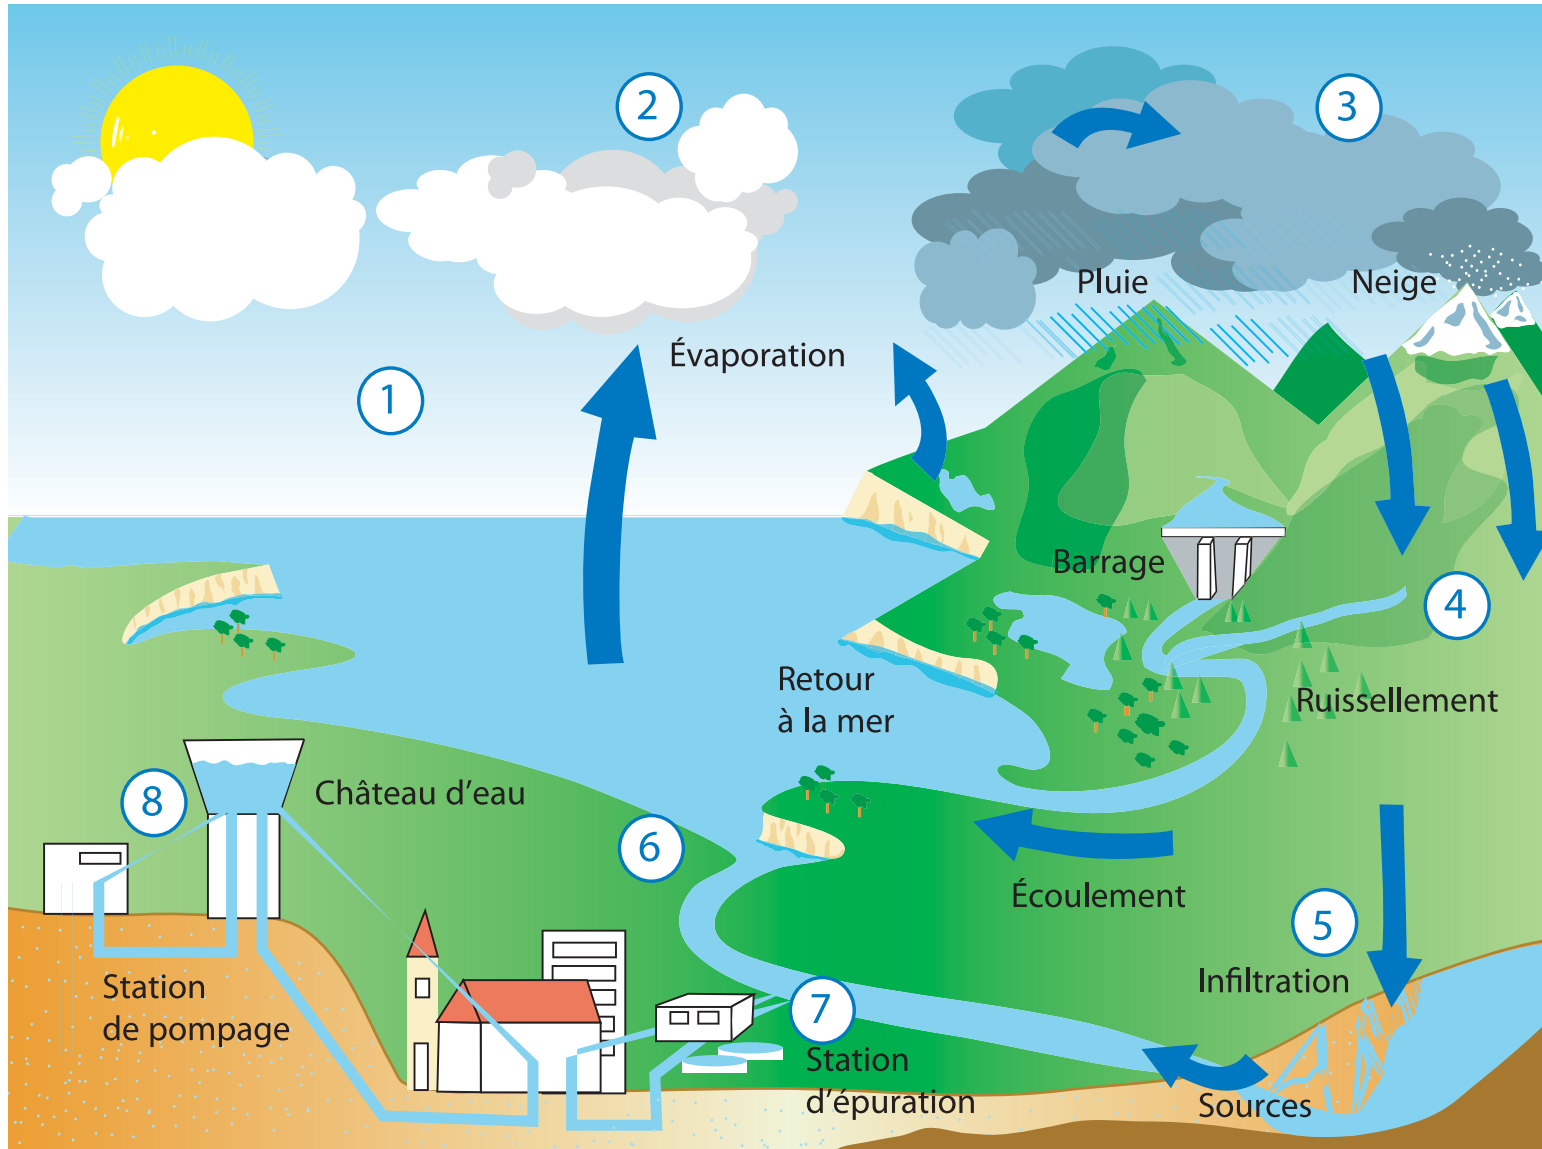 2
3
Pluie
Neige
Évaporation
1
Barrage
4
Retour
à la mer
Ruissellement
8
Château d'eau
6
Écoulement
5
Infiltration
Station
de pompage
7
Station
d'épuration
Sources